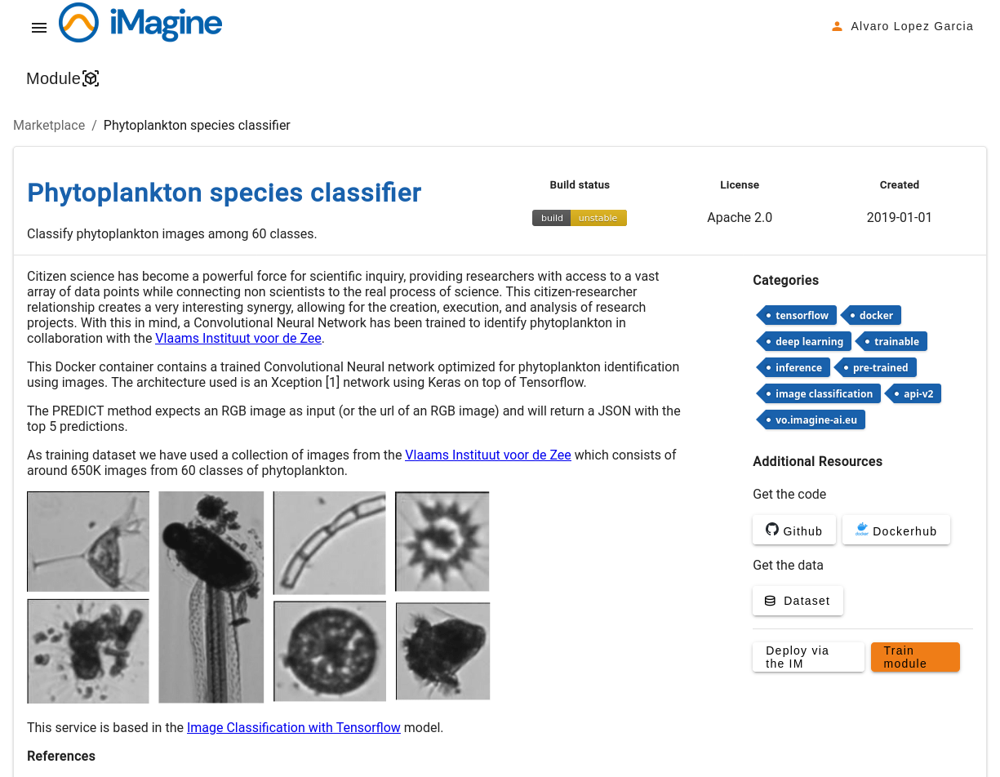 iMagine
Alvaro Lopez Garcia
Module
Marketplace / Phytoplankton species classifier
Phytoplankton species classifier
Classify phytoplankton images among 60 classes.
Build status
build unstable
License
Apache 2.0
Created
2019-01-01
Citizen science has become a powerful force for scientific inquiry, providing researchers with access to a vast
array of data points while connecting non scientists to the real process of science. This citizen-researcher
relationship creates a very interesting synergy, allowing for the creation, execution, and analysis of research
projects. With this in mind, a Convolutional Neural Network has been trained to identify phytoplankton in
collaboration with the Vlaams Instituut voor de Zee.
This Docker container contains a trained Convolutional Neural network optimized for phytoplankton identification
using images. The architecture used is an Xception [1] network using Keras on top of Tensorflow.
The PREDICT method expects an RGB image as input (or the url of an RGB image) and will return a JSON with the
top 5 predictions.
As training dataset we have used a collection of images from the Vlaams Instituut voor de Zee which consists of
around 650K images from 60 classes of phytoplankton.
This service is based in the Image Classification with Tensorflow model.
References
Categories
tensorflow docker
deep learning trainable
inference pre-trained
image classification api-v2
vo.imagine-ai.eu
Additional Resources
Get the code
Github
docker Dockerhub
Get the data
Dataset
Deploy via
the IM
Train
module